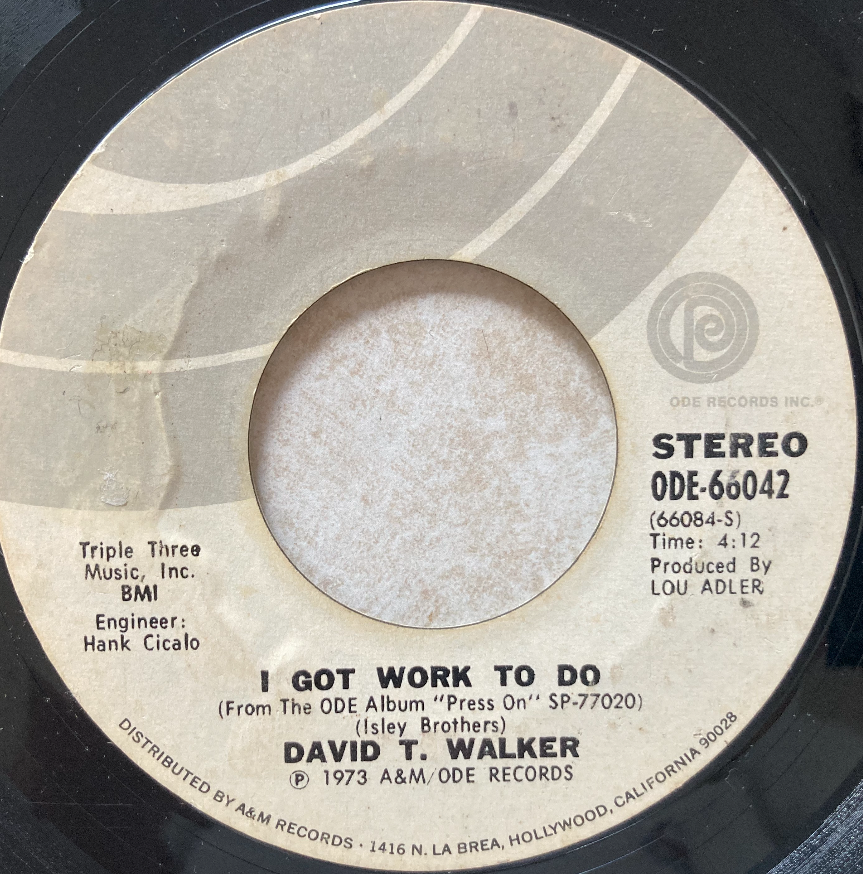 ODE RECORDS INC.®
STEREO
ODE-66042
(66084-S)
Time: 4:12
Produced By
LOU ADLER
Triple Three
Music, Inc.
BMI
Engineer:
Hank Cicalo
I GOT WORK TO DO
(From The ODE Album "Press On" SP-77020)
(Isley Brothers)
DAVID T. WALKER
℗ 1973 A&M/ODE RECORDS
DISTRIBUTED BY A&M RECORDS · 1416 N. LA BREA, HOLLYWOOD, CALIFORNIA 90028